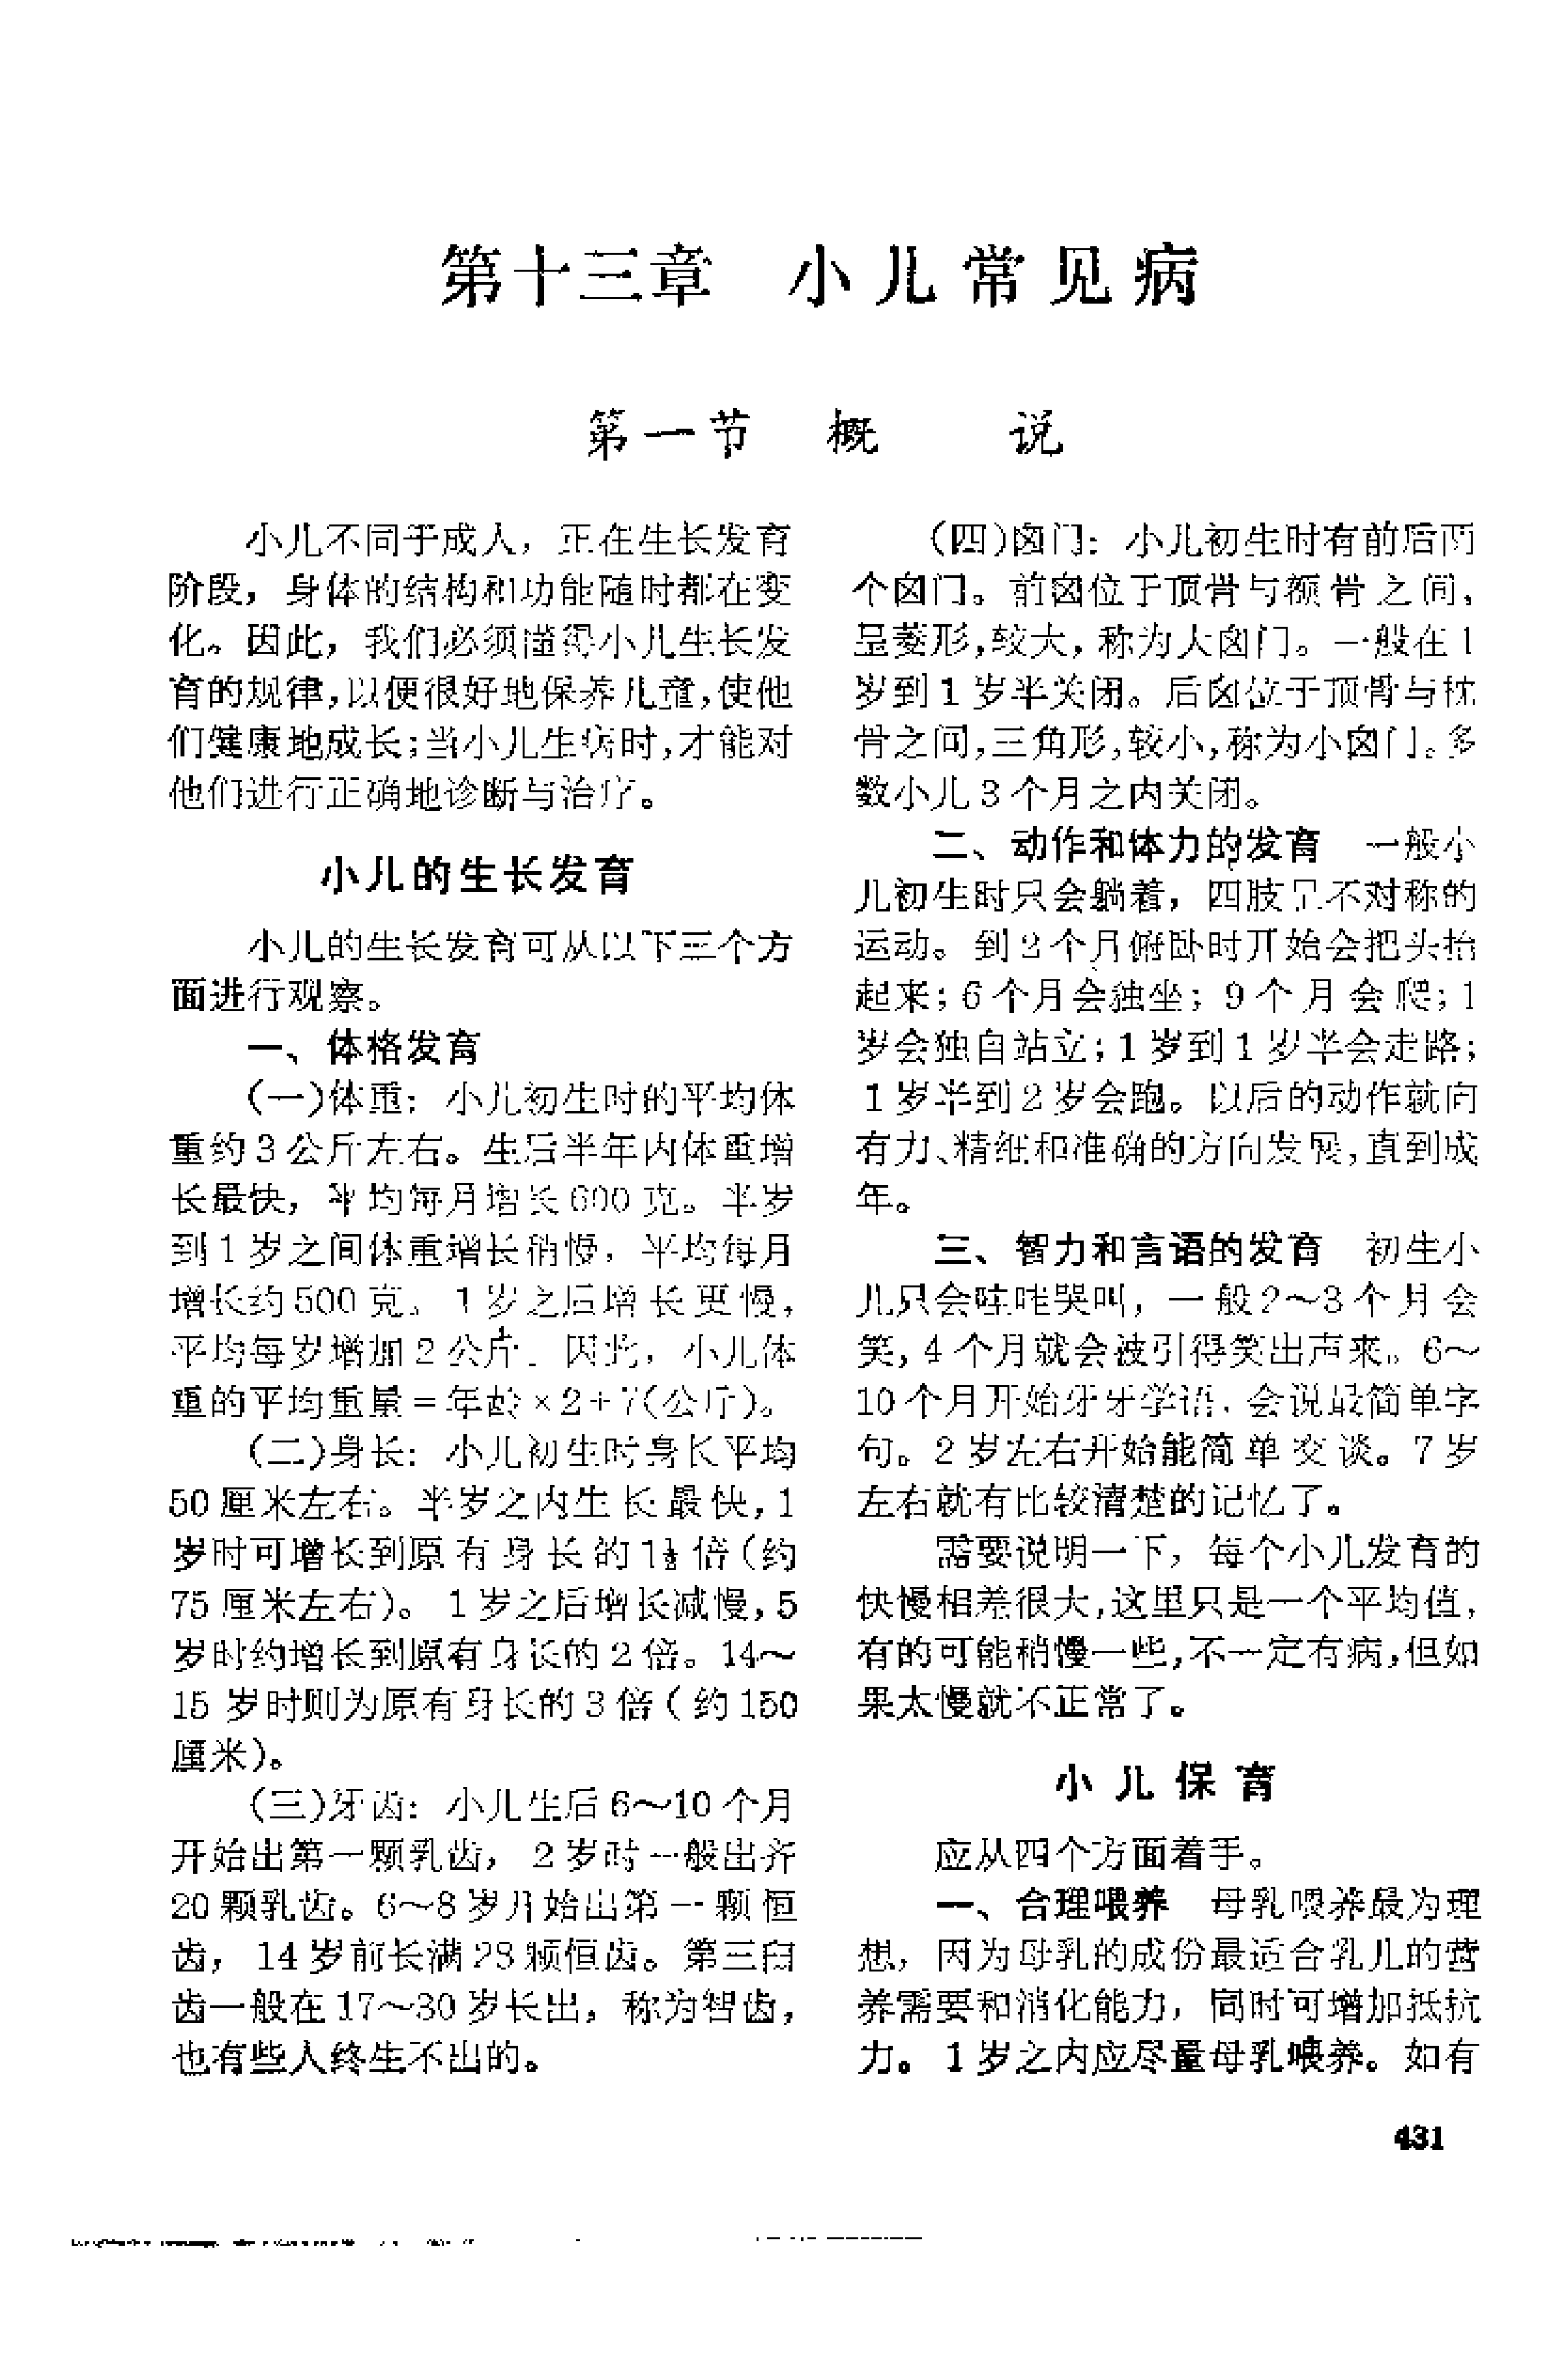 第十三章 小儿常见病
第一节 概 说
小儿不同于成人，正在生长发育
阶段，身体的结构和功能随时都在变
化。因此，我们必须懂得小儿生长发
育的规律，以便很好地保养儿童，使他
们健康地成长；当小儿生病时，才能对
他们进行正确地诊断与治疗。
小儿的生长发育
小儿的生长发育可从以下三个方
面进行观察。
一、体格发育
（一）体重：小儿初生时的平均体
重约3公斤左右。生后半年内体重增
长最快，平均每月增长600克。半岁
到1岁之间体重增长稍慢，平均每月
增长约500克。1岁之后增长更慢，
平均每岁增加2公斤。因此，小儿体
重的平均重量=年龄×2+7（公斤）。
（二）身长：小儿初生时身长平均
50厘米左右。半岁之内生长最快，1
岁时可增长到原有身长的1½倍（约
75厘米左右）。1岁之后增长减慢，5
岁时约增长到原有身长的2倍。14～
15岁时则为原有身长的3倍（约150
厘米）。
（三）牙齿：小儿生后6～10个月
开始出第一颗乳齿，2岁时一般出齐
20颗乳齿。6～8岁开始出第一颗恒
齿，14岁前长满28颗恒齿。第三臼
齿一般在17～30岁长出，称为智齿，
也有些人终生不出的。
（四）囟门：小儿初生时有前后两
个囟门。前囟位于顶骨与额骨之间，
呈菱形，较大，称为大囟门。一般在1
岁到1岁半关闭。后囟位于顶骨与枕
骨之间，三角形，较小，称为小囟门。多
数小儿3个月之内关闭。
二、动作和体力的发育 一般小
儿初生时只会躺着，四肢呈不对称的
运动。到2个月俯卧时开始会把头抬
起来；6个月会独坐；9个月会爬；1
岁会独自站立；1岁到1岁半会走路；
1岁半到2岁会跑。以后的动作就向
有力、精细和准确的方向发展，直到成
年。
三、智力和言语的发育 初生小
儿只会哇哇哭叫，一般2～3个月会
笑，4个月就会被引得笑出声来。6～
10个月开始牙牙学语，会说最简单字
句。2岁左右开始能简单交谈。7岁
左右就有比较清楚的记忆了。
需要说明一下，每个小儿发育的
快慢相差很大，这里只是一个平均值，
有的可能稍慢一些，不一定有病，但如
果太慢就不正常了。
小儿保育
应从四个方面着手。
一、合理喂养 母乳喂养最为理
想，因为母乳的成份最适合乳儿的营
养需要和消化能力，同时可增加抵抗
力。1岁之内应尽量母乳喂养。如有
431